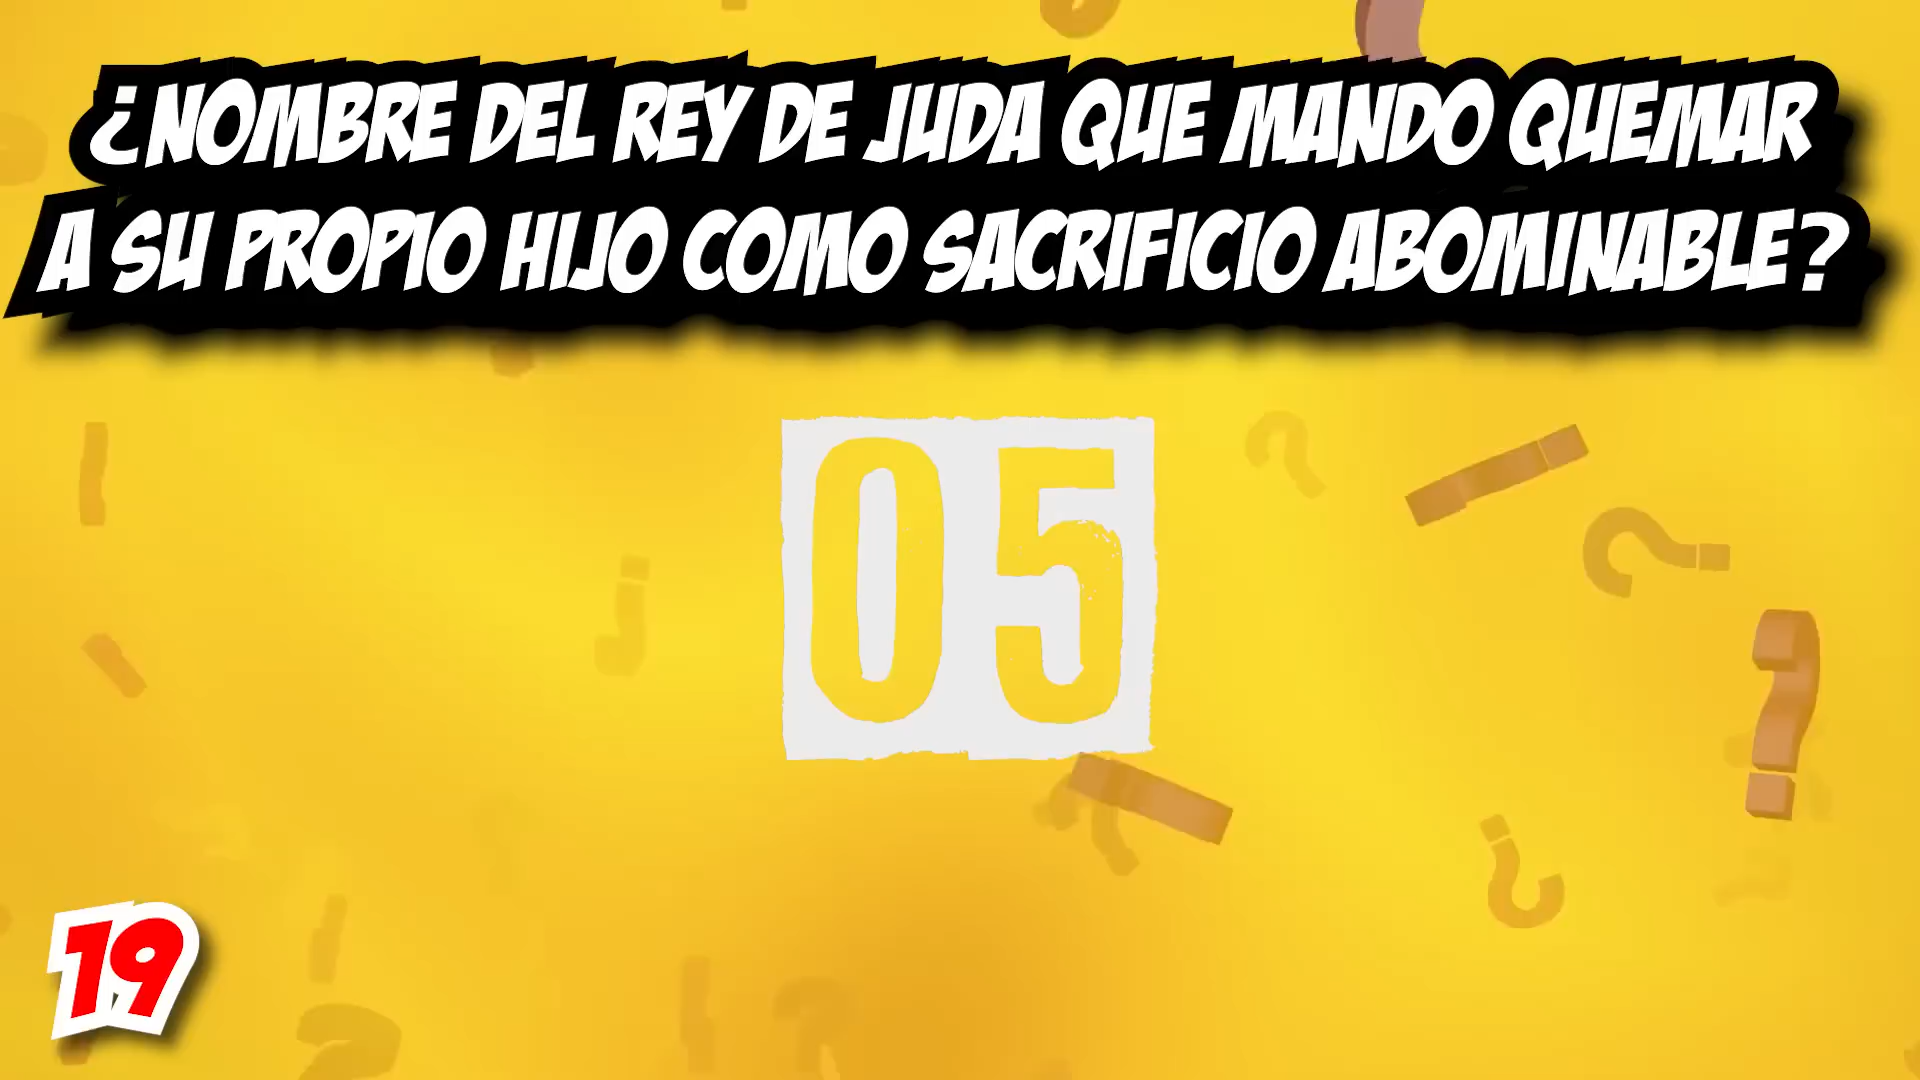 ¿NOMBRE DEL REY DE JUDA QUE MANDO QUEMAR
A SU PROPIO HIJO COMO SACRIFICIO ABOMINABLE?
05
19